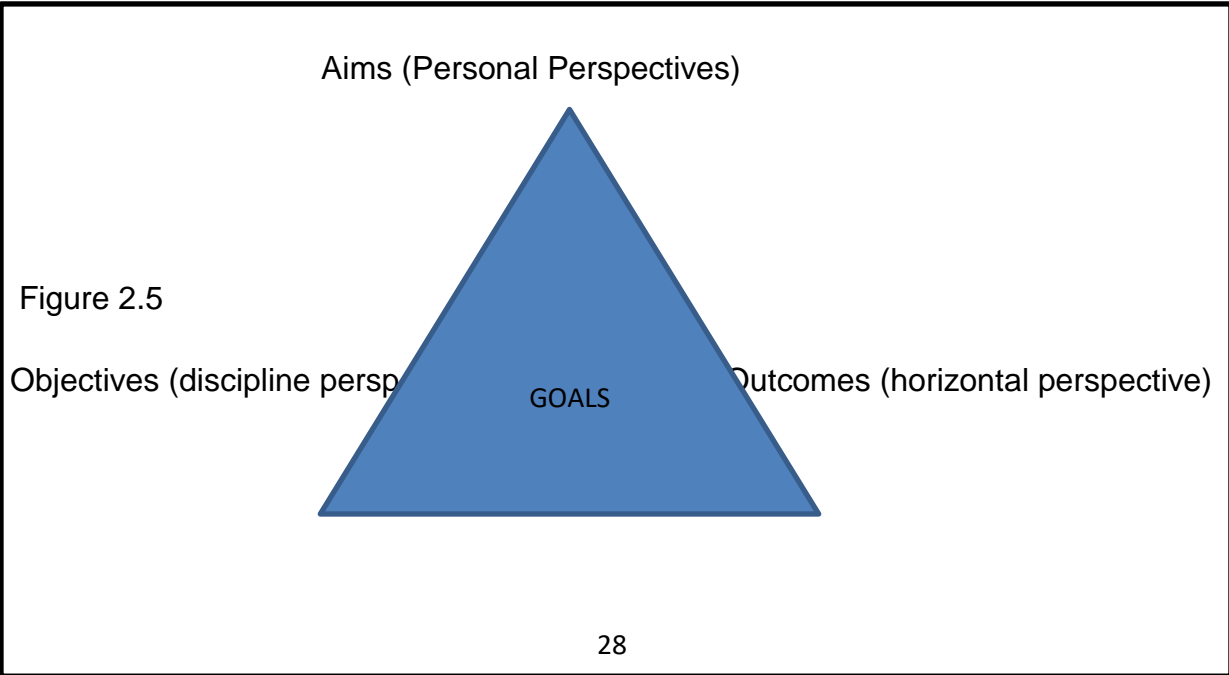 Aims (Personal Perspectives)
Figure 2.5
Objectives (discipline persp
Outcomes (horizontal perspective)
GOALS
28